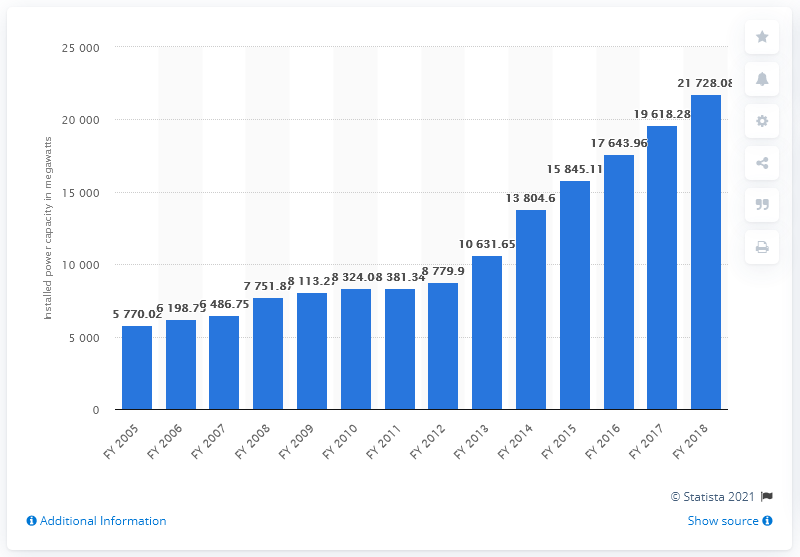 25 000
20 000
15 000
10 000
5 000
0
Installed power capacity in megawatts
5 770.02
6 198.75
6 486.75
7 751.87
8 113.27
8 324.0
8 381.34
8 779.9
10 631.65
13 804.6
15 845.11
17 643.96
19 618.28
21 728.08
FY 2005
FY 2006
FY 2007
FY 2008
FY 2009
FY 2010
FY 2011
FY 2012
FY 2013
FY 2014
FY 2015
FY 2016
FY 2017
FY 2018
© Statista 2021
Additional Information
Show source